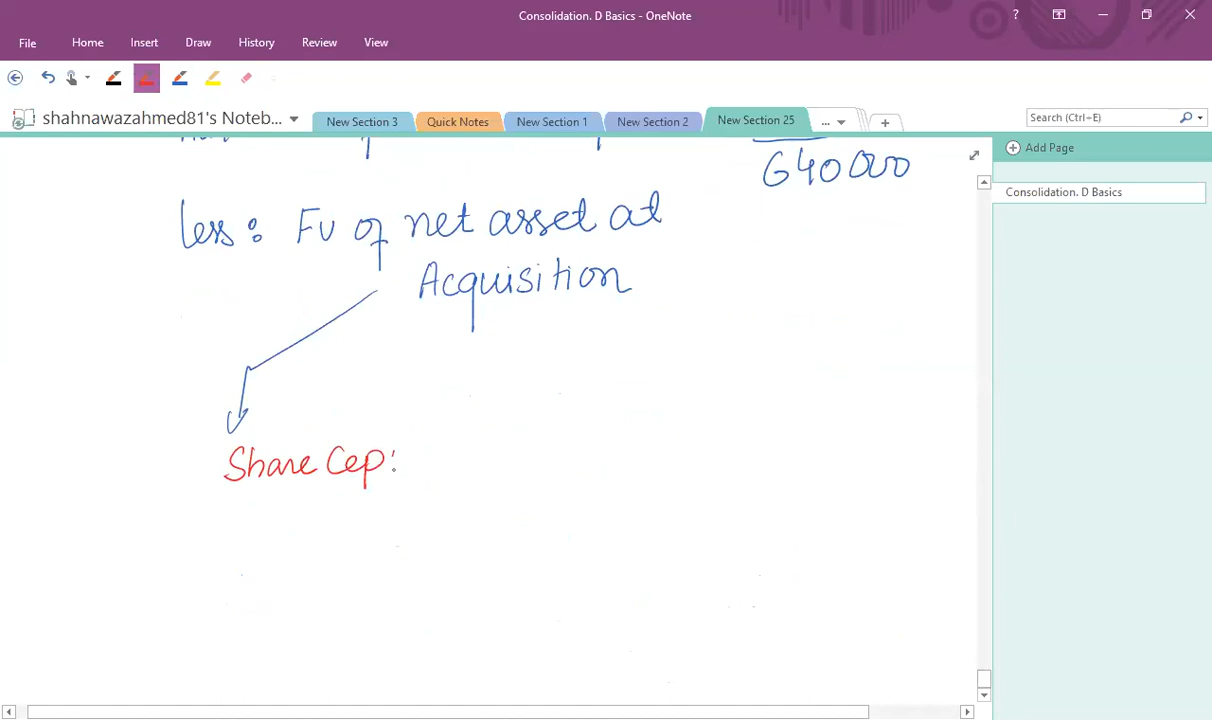 Consolidation. D Basics - OneNote
?
File Home Insert Draw History Review View
shahnawazahmed81's Noteb...
New Section 3
Quick Notes
New Section 1
New Section 2
New Section 25
...
Search (Ctrl+E)
Add Page
Consolidation. D Basics
640000
less: FV of net asset at
Acquisition
Share Cap: